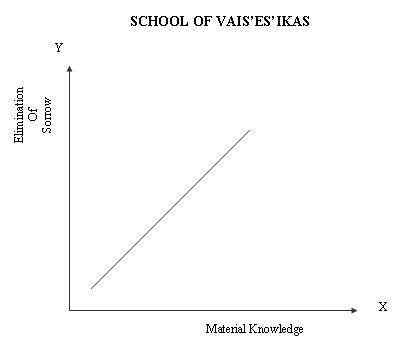 SCHOOL OF VAIS’ES’IKAS
Y
Elimination
Of
Sorrow
X
Material Knowledge